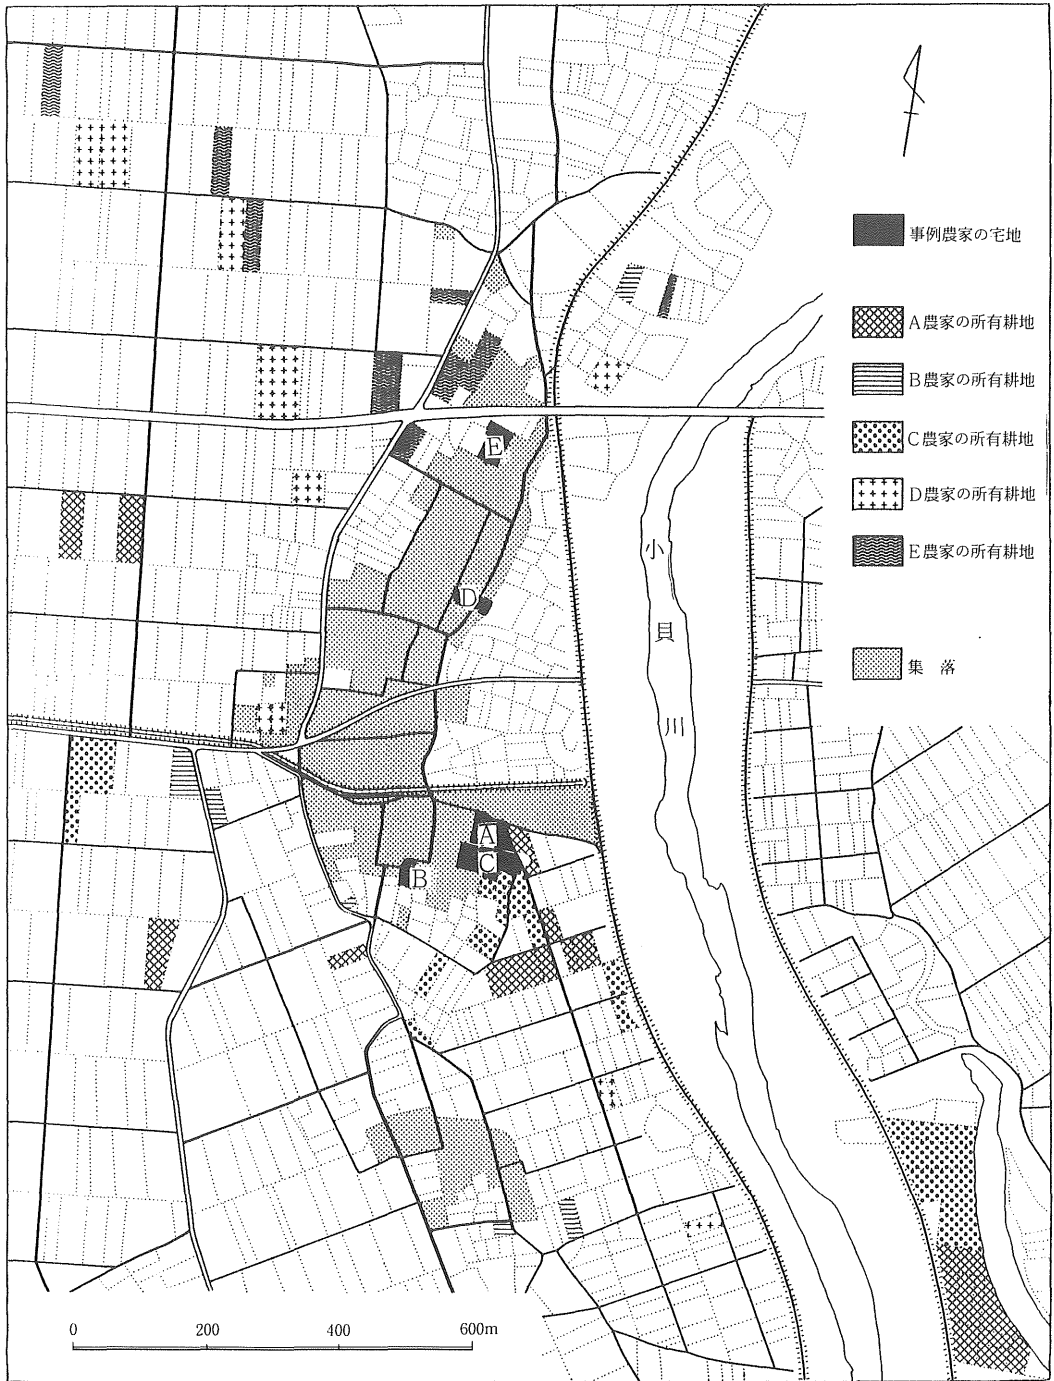 事例農家の宅地
A農家の所有耕地
B農家の所有耕地
C農家の所有耕地
D農家の所有耕地
E農家の所有耕地
集 落
E
D
小
貝
川
A
C
B
0 200 400 600m